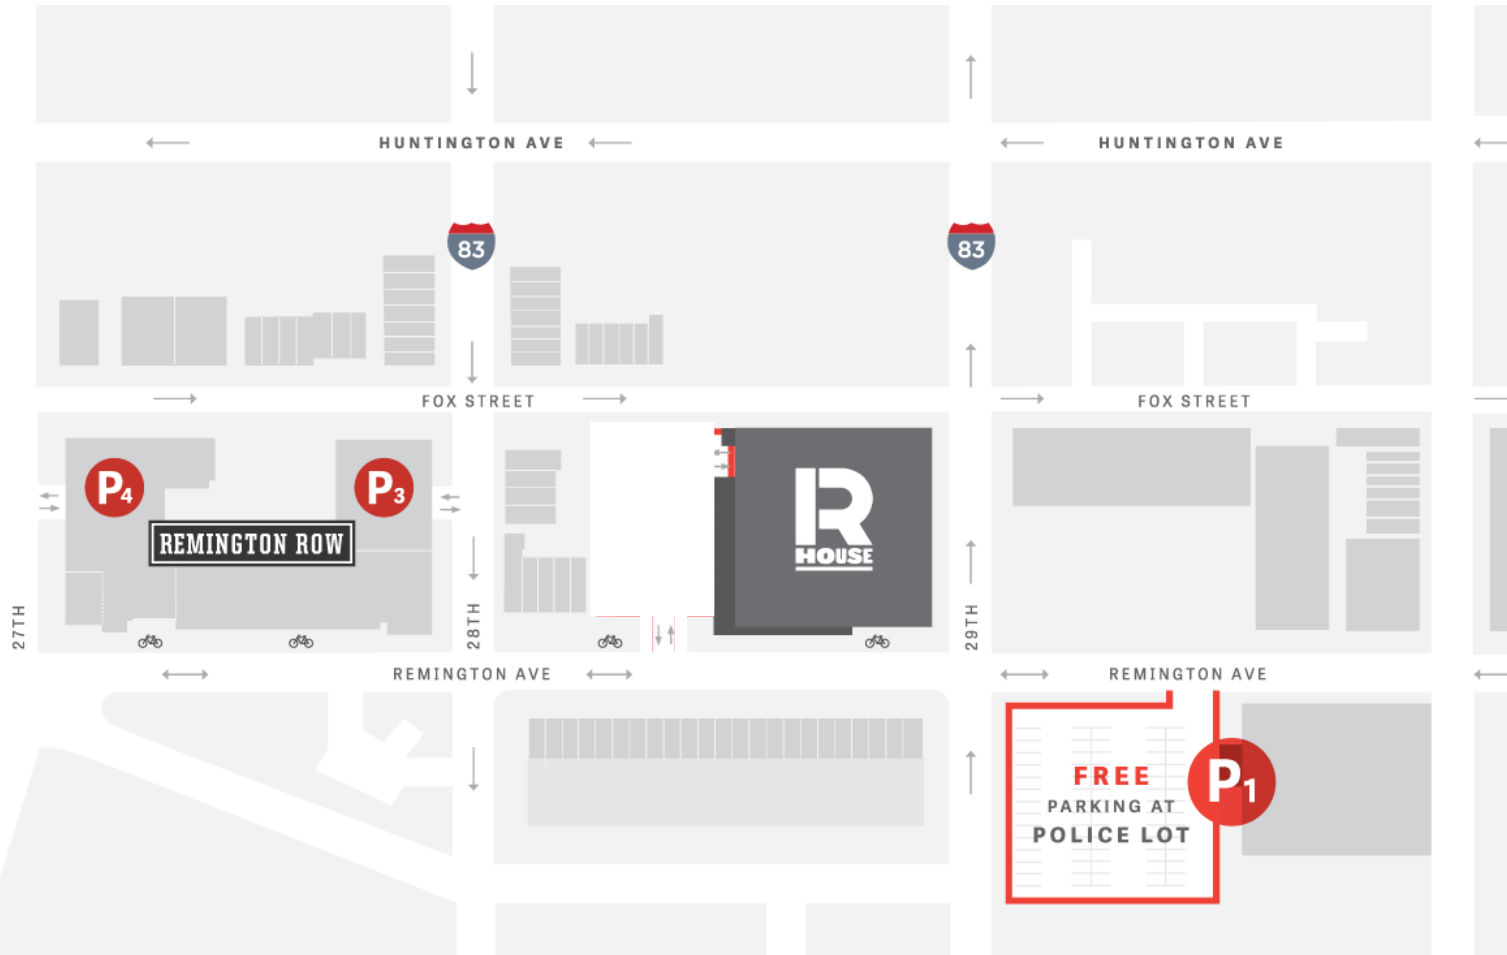 HUNTINGTON AVE
HUNTINGTON AVE
83
83
FOX STREET
FOX STREET
P4
P3
REMINGTON ROW
R
HOUSE
27TH
28TH
29TH
REMINGTON AVE
REMINGTON AVE
FREE
PARKING AT
POLICE LOT
P1